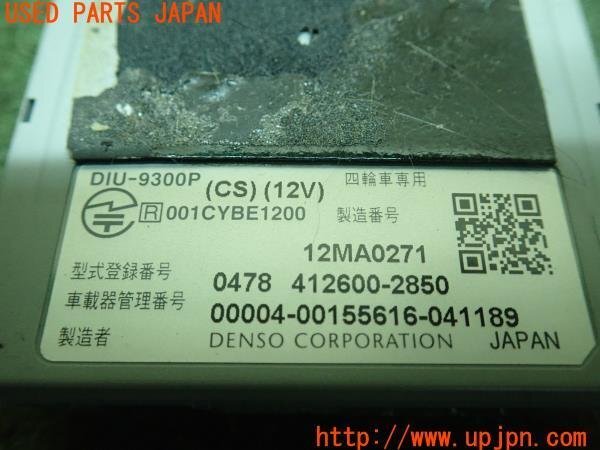 USED PARTS JAPAN
DIU-9300P (CS) (12V) 四輪車専用
R 001CYBE1200 製造番号
12MA0271
型式登録番号 0478 412600-2850
車載器管理番号 00004-00155616-041189
製造者 DENSO CORPORATION JAPAN
http://www.upjpn.com/